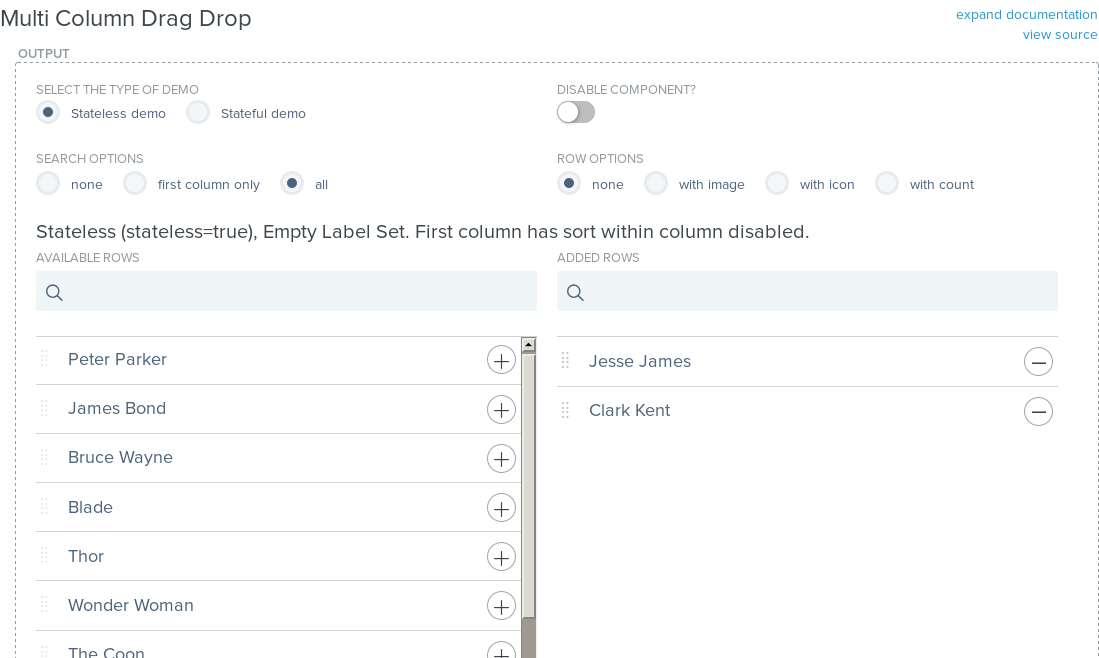 Multi Column Drag Drop
expand documentation
view source
OUTPUT
SELECT THE TYPE OF DEMO
Stateless demo
Stateful demo
DISABLE COMPONENT?
SEARCH OPTIONS
none
first column only
all
ROW OPTIONS
none
with image
with icon
with count
Stateless (stateless=true), Empty Label Set. First column has sort within column disabled.
AVAILABLE ROWS
Peter Parker
James Bond
Bruce Wayne
Blade
Thor
Wonder Woman
The Coon
ADDED ROWS
Jesse James
Clark Kent